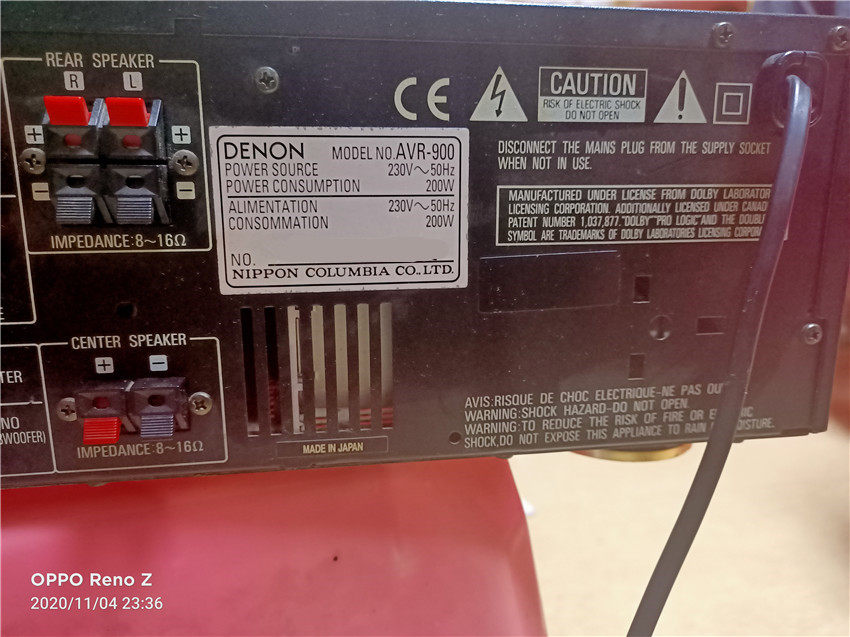 REAR SPEAKER
R L
+ +
− −
IMPEDANCE:8~16Ω
CE
CAUTION
RISK OF ELECTRIC SHOCK
DO NOT OPEN
DISCONNECT THE MAINS PLUG FROM THE SUPPLY SOCKET
WHEN NOT IN USE.
DENON MODEL NO.AVR-900
POWER SOURCE 230V~50Hz
POWER CONSUMPTION 200W
ALIMENTATION 230V~50Hz
CONSOMMATION 200W
NO.
NIPPON COLUMBIA CO.,LTD.
MANUFACTURED UNDER LICENSE FROM DOLBY LABORATOR
LICENSING CORPORATION. ADDITIONALLY LICENSED UNDER CANAD
PATENT NUMBER 1,037,877."DOLBY""PRO LOGIC"AND THE DOUBL
SYMBOL ARE TRADEMARKS OF DOLBY LABORATORIES LICENSING CORPOR
E
CENTER SPEAKER
+ −
TER
NO
BWOOFER)
IMPEDANCE:8~16Ω
MADE IN JAPAN
AVIS:RISQUE DE CHOC ELECTRIQUE-NE PAS OU
WARNING:SHOCK HAZARD-DO NOT OPEN
WARNING:TO REDUCE THE RISK OF FIRE OR E IC
SHOCK,DO NOT EXPOSE THIS APPLIANCE TO RAIN OISTURE.
OPPO Reno Z
2020/11/04 23:36